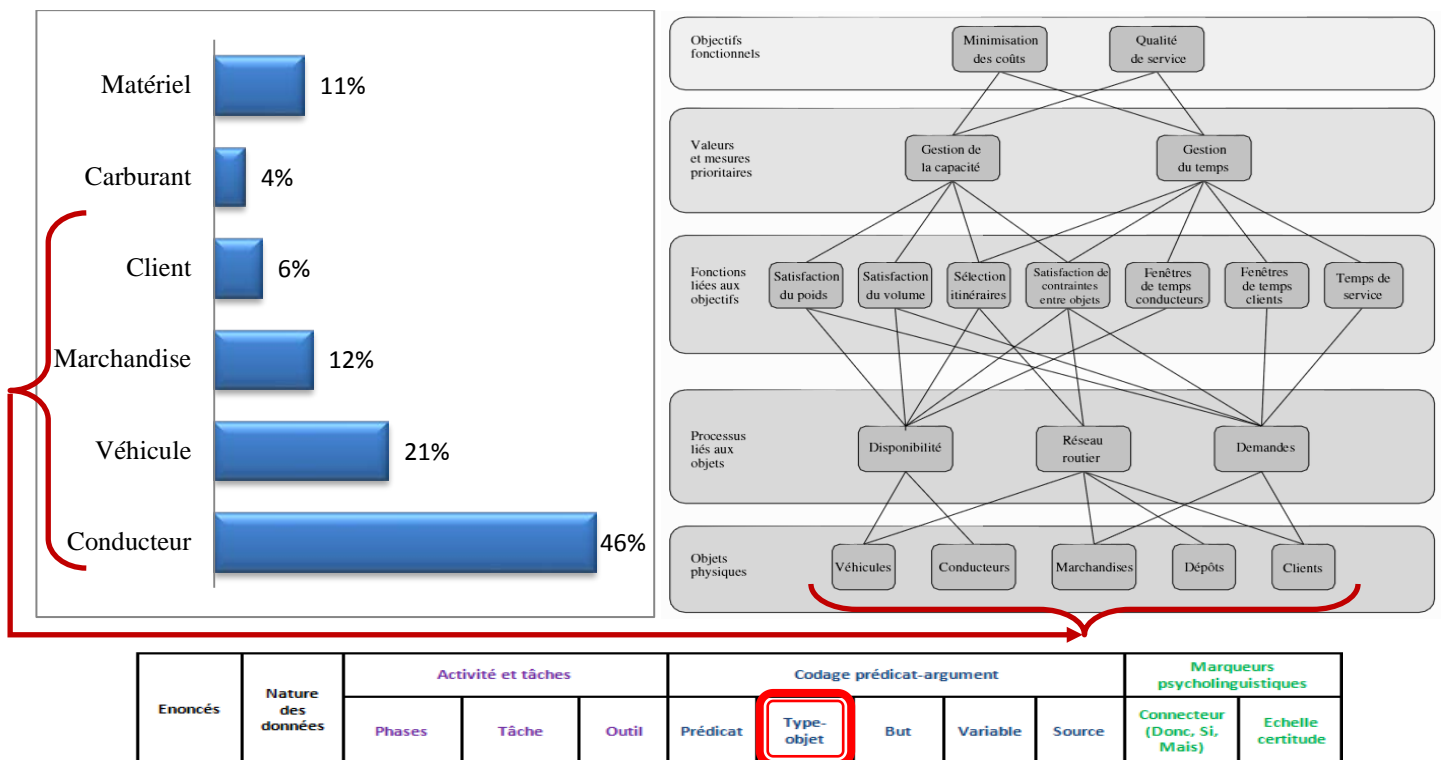 Matériel
11%
Carburant
4%
Client
6%
Marchandise
12%
Véhicule
21%
Conducteur
46%
Objectifs
fonctionnels
Minimisation
des coûts
Qualité
de service
Valeurs
et mesures
prioritaires
Gestion de
la capacité
Gestion
du temps
Fonctions
liées aux
objectifs
Satisfaction
du poids
Satisfaction
du volume
Sélection
itinéraires
Satisfaction de
contraintes
entre objets
Fenêtres
de temps
conducteurs
Fenêtres
de temps
clients
Temps de
service
Processus
liés aux
objets
Disponibilité
Réseau
routier
Demandes
Objets
physiques
Véhicules
Conducteurs
Marchandises
Dépôts
Clients
Enoncés
Nature
des
données
Activité et tâches
Phases
Tâche
Outil
Codage prédicat-argument
Prédicat
Type-
objet
But
Variable
Source
Marqueurs
psycholinguistiques
Connecteur
(Donc, Si,
Mais)
Echelle
certitude